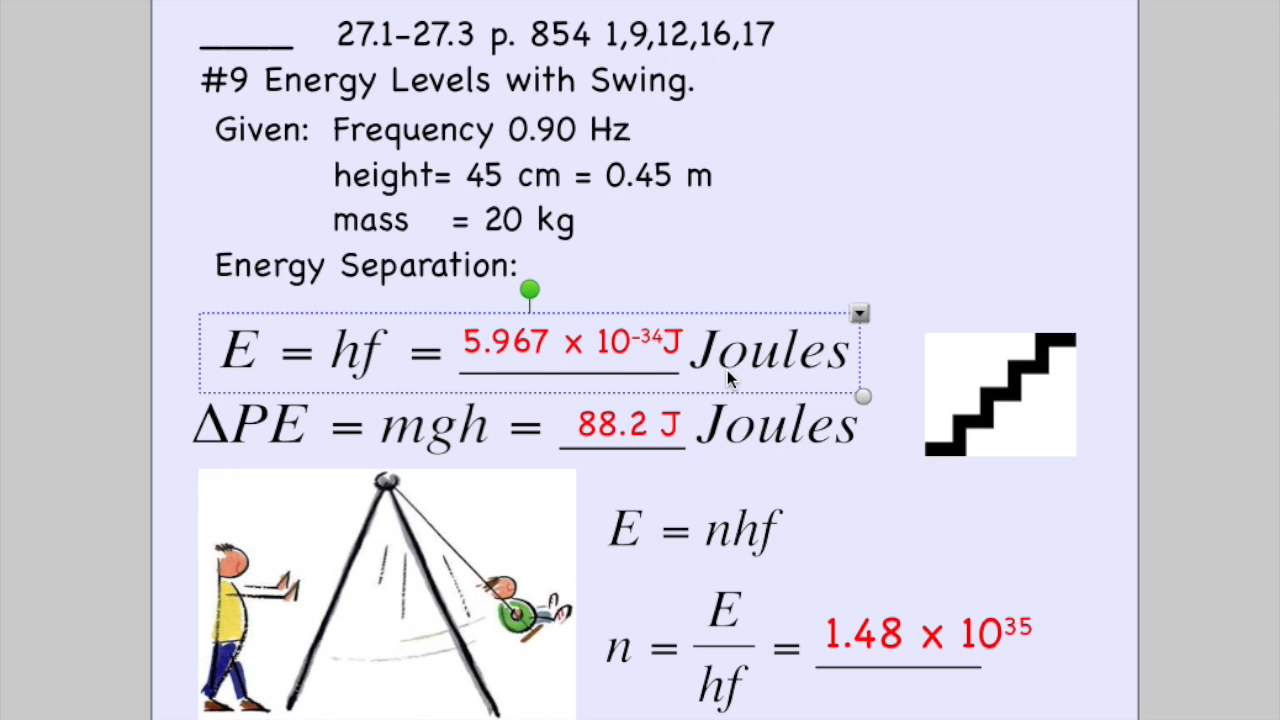 ____ 27.1-27.3 p. 854 1,9,12,16,17
#9 Energy Levels with Swing.
Given: Frequency 0.90 Hz
height= 45 cm = 0.45 m
mass = 20 kg
Energy Separation:
E = hf = 5.967 x 10⁻³⁴J Joules
ΔPE = mgh = 88.2 J Joules
E = nhf
n = E/hf = 1.48 x 10³⁵